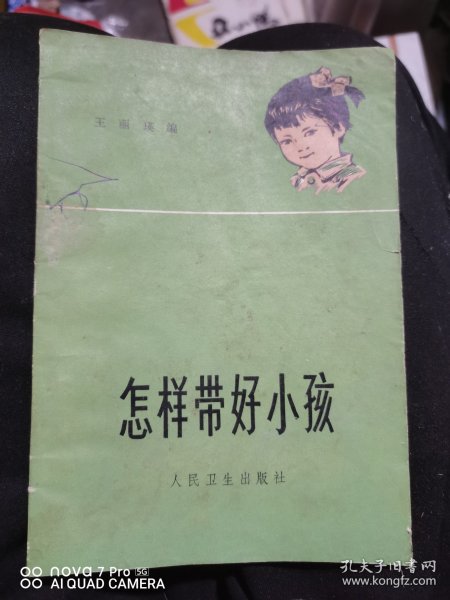 王丽瑛编
怎样带好小孩
人民卫生出版社
nova 7 Pro 5G
AI QUAD CAMERA
孔夫子旧书网
www.kongfz.com